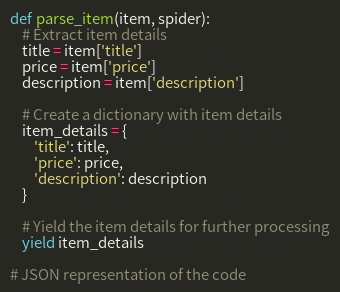 def parse_item(item, spider):
    # Extract item details
    title = item['title']
    price = item['price']
    description = item['description']

    # Create a dictionary with item details
    item_details = {
        'title': title,
        'price': price,
        'description': description
    }

    # Yield the item details for further processing
    yield item_details

# JSON representation of the code